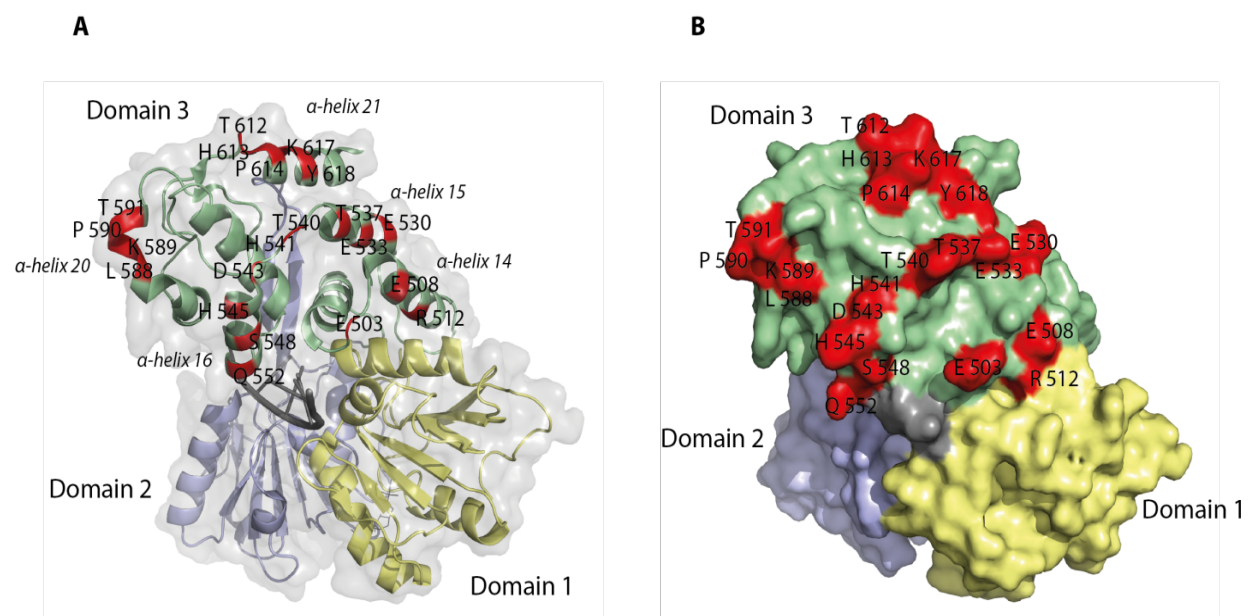 A
Domain 3
α-helix 21
T 612
H 613
K 617
P 614
Y 618
α-helix 15
T 591
T 537
P 590
T 540
E 530
K 589
H 541
E 533
α-helix 20
L 588
D 543
α-helix 14
E 508
H 545
E 503
R 512
S 548
α-helix 16
Q 552
Domain 2
Domain 1
B
Domain 3
T 612
H 613
K 617
P 614
Y 618
T 591
T 537
E 530
P 590
K 589
T 540
E 533
L 588
H 541
D 543
E 508
H 545
S 548
E 503
R 512
Q 552
Domain 2
Domain 1